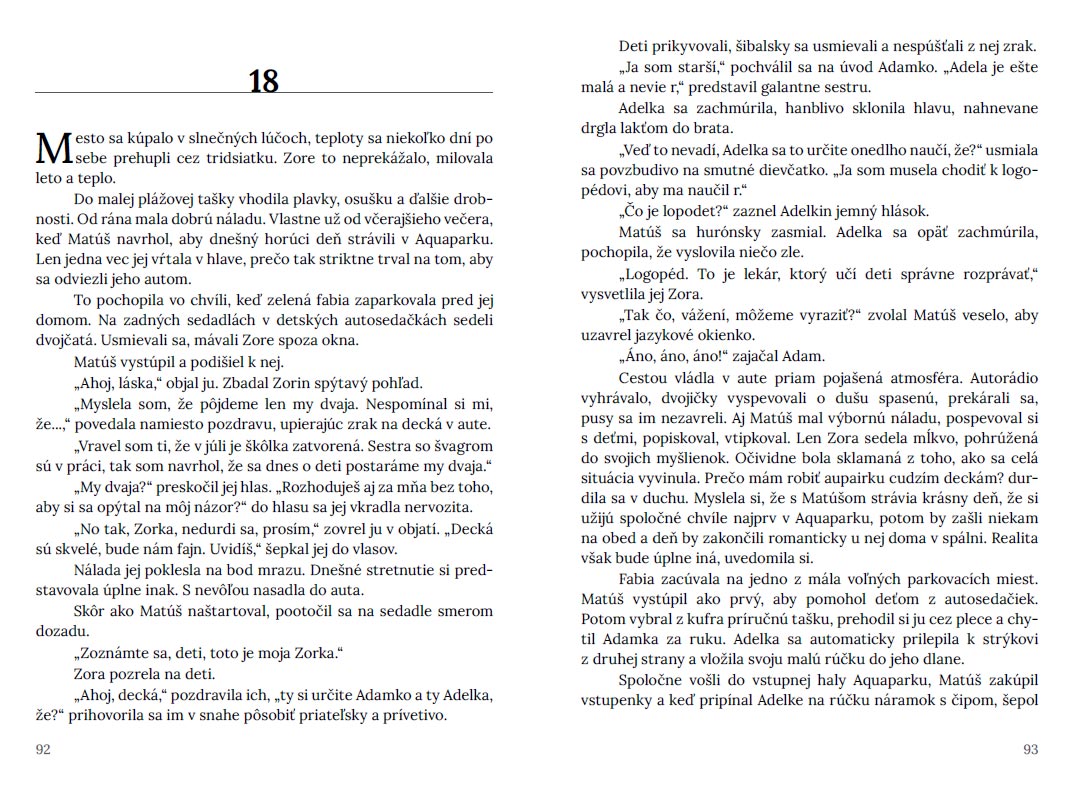 18
Mesto sa kúpalo v slnečných lúčoch, teploty sa niekoľko dní po
sebe prehupli cez tridsiatku. Zore to neprekážalo, milovala
leto a teplo.
Do malej plážovej tašky vhodila plavky, osušku a ďalšie drob-
nosti. Od rána mala dobrú náladu. Vlastne už od včerajšieho večera,
keď Matúš navrhol, aby dnešný horúci deň strávili v Aquaparku.
Len jedna vec jej vŕtala v hlave, prečo tak striktne trval na tom, aby
sa odviezli jeho autom.
To pochopila vo chvíli, keď zelená fabia zaparkovala pred jej
domom. Na zadných sedadlách v detských autosedačkách sedeli
dvojčatá. Usmievali sa, mávali Zore spoza okna.
Matúš vystúpil a podišiel k nej.
„Ahoj, láska,“ objal ju. Zbadal Zorin spýtavý pohľad.
„Myslela som, že pôjdeme len my dvaja. Nespomínal si mi,
že...,“ povedala namiesto pozdravu, upierajúc zrak na decká v aute.
„Vravel som ti, že v júli je škôlka zatvorená. Sestra so švagrom
sú v práci, tak som navrhol, že sa dnes o deti postaráme my dvaja.“
„My dvaja?“ preskočil jej hlas. „Rozhoduješ aj za mňa bez toho,
aby si sa opýtal na môj názor?“ do hlasu sa jej vkradla nervozita.
„No tak, Zorka, nedurdi sa, prosím,“ zovrel ju v objatí. „Decká
sú skvelé, bude nám fajn. Uvidíš,“ šepkal jej do vlasov.
Nálada jej poklesla na bod mrazu. Dnešné stretnutie si pred-
stavovala úplne inak. S nevôľou nasadla do auta.
Skôr ako Matúš naštartoval, pootočil sa na sedadle smerom
dozadu.
„Zoznámte sa, deti, toto je moja Zorka.“
Zora pozrela na deti.
„Ahoj, decká,“ pozdravila ich, „ty si určite Adamko a ty Adelka,
že?“ prihovorila sa im v snahe pôsobiť priateľsky a prívetivo.
92
Deti prikyvovali, šibalsky sa usmievali a nespúšťali z nej zrak.
„Ja som starší,“ pochválil sa na úvod Adamko. „Adela je ešte
malá a nevie r,“ predstavil galantne sestru.
Adelka sa zachmúrila, hanblivo sklonila hlavu, nahnevane
drgla lakťom do brata.
„Veď to nevadí, Adelka sa to určite onedlho naučí, že?“ usmiala
sa povzbudivo na smutné dievčatko. „Ja som musela chodiť k logo-
pédovi, aby ma naučil r.“
„Čo je lopodet?“ zaznel Adelkin jemný hlások.
Matúš sa hurónsky zasmial. Adelka sa opäť zachmúrila,
pochopila, že vyslovila niečo zle.
„Logopéd. To je lekár, ktorý učí deti správne rozprávať,“
vysvetlila jej Zora.
„Tak čo, vážení, môžeme vyraziť?“ zvolal Matúš veselo, aby
uzavrel jazykové okienko.
„Áno, áno, áno!“ zajačal Adam.
Cestou vládla v aute priam pojašená atmosféra. Autorádio
vyhrávalo, dvojičky vyspevovali o dušu spasenú, prekárali sa,
pusy sa im nezavreli. Aj Matúš mal výbornú náladu, pospevoval si
s deťmi, popiskoval, vtipkoval. Len Zora sedela mĺkvo, pohrúžená
do svojich myšlienok. Očividne bola sklamaná z toho, ako sa celá
situácia vyvinula. Prečo mám robiť aupairku cudzím deckám? dur-
dila sa v duchu. Myslela si, že s Matúšom strávia krásny deň, že si
užijú spoločné chvíle najprv v Aquaparku, potom by zašli niekam
na obed a deň by zakončili romanticky u nej doma v spálni. Realita
však bude úplne iná, uvedomila si.
Fabia zacúvala na jedno z mála voľných parkovacích miest.
Matúš vystúpil ako prvý, aby pomohol deťom z autosedačiek.
Potom vybral z kufra príručnú tašku, prehodil si ju cez plece a chy-
til Adamka za ruku. Adelka sa automaticky prilepila k strýkovi
z druhej strany a vložila svoju malú rúčku do jeho dlane.
Spoločne vošli do vstupnej haly Aquaparku, Matúš zakúpil
vstupenky a keď pripínal Adelke na rúčku náramok s čipom, šepol
93